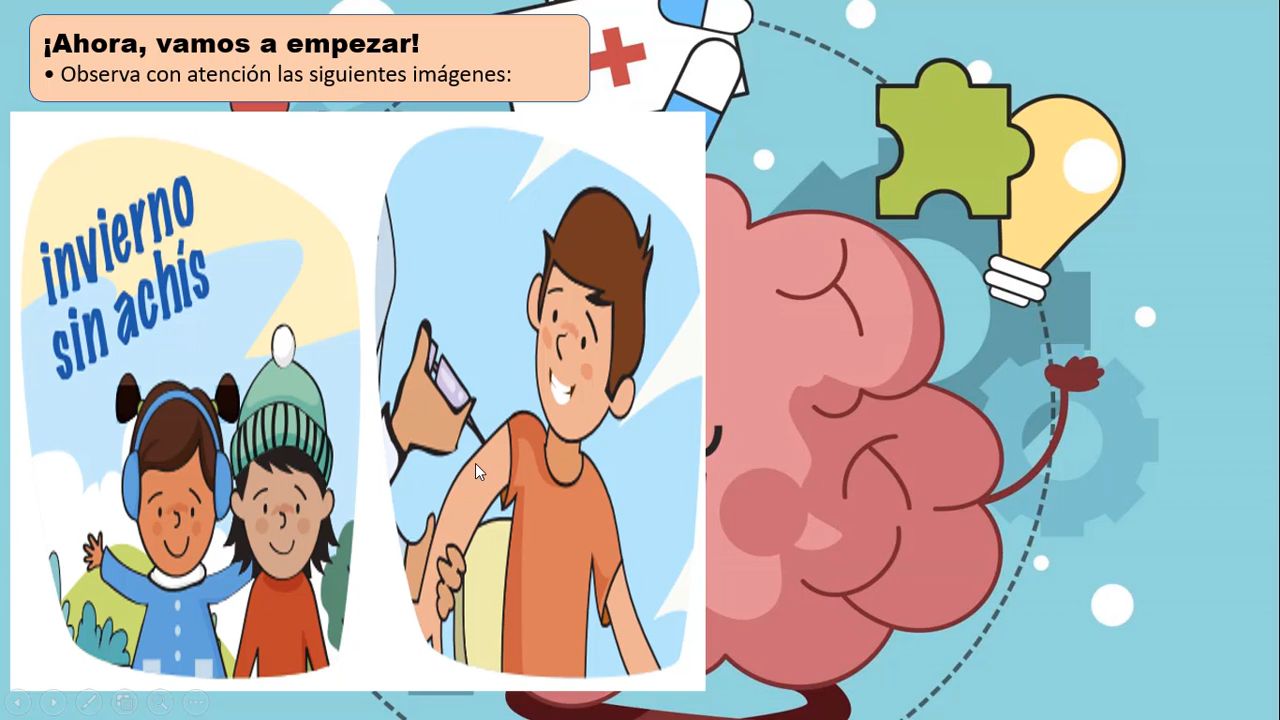 ¡Ahora, vamos a empezar!
• Observa con atención las siguientes imágenes:
invierno
sin achís